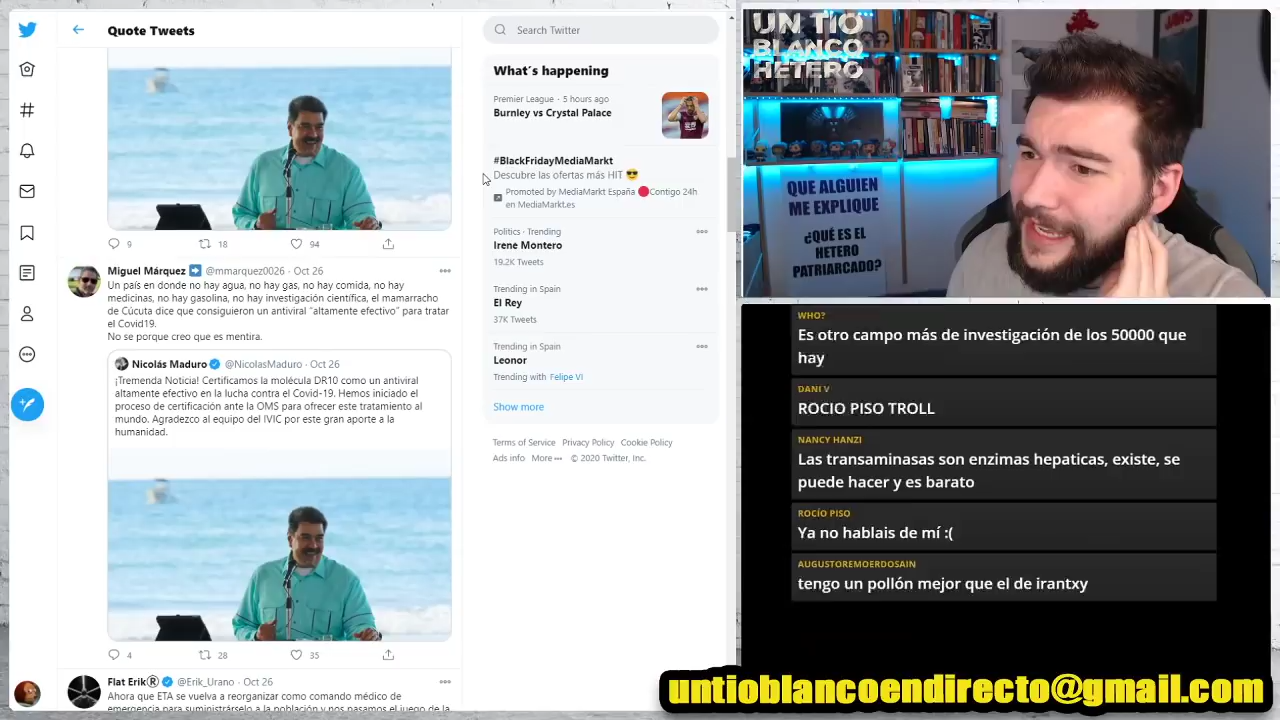 Quote Tweets
9
18
94
Miguel Márquez @mmarquez0026 · Oct 26
Un país en donde no hay agua, no hay gas, no hay comida, no hay
medicinas, no hay gasolina, no hay investigación científica, el mamarracho
de Cúcuta dice que consiguieron un antiviral "altamente efectivo" para tratar
el Covid19.
No se porque creo que es mentira.
Nicolás Maduro @NicolasMaduro · Oct 26
¡Tremenda Noticia! Certificamos la molécula DR10 como un antiviral
altamente efectivo en la lucha contra el Covid-19. Hemos iniciado el
proceso de certificación ante la OMS para ofrecer este tratamiento al
mundo. Agradezco al equipo del IVIC por este gran aporte a la
humanidad.
4
28
35
Flat Erik® @Erik_Urano · Oct 26
Ahora que ETA se vuelva a reorganizar como comando médico de
emergencia para suministrárselo a la población y nos pasamos el juego de la
Search Twitter
What's happening
Premier League · 5 hours ago
Burnley vs Crystal Palace
#BlackFridayMediaMarkt
Descubre las ofertas más HIT 😎
Promoted by MediaMarkt España 🔴Contigo 24h
en MediaMarkt.es
Politics · Trending
Irene Montero
19.2K Tweets
Trending in Spain
El Rey
37K Tweets
Trending in Spain
Leonor
Trending with Felipe VI
Show more
Terms of Service Privacy Policy Cookie Policy
Ads info More ••• © 2020 Twitter, Inc.
UN TIO
BLANCO
HETERO
JAWS
QUE ALGUIEN
ME EXPLIQUE
¿QUÉ ES EL
HETERO
PATRIARCADO?
WHO?
Es otro campo más de investigación de los 50000 que
hay
DANI V
ROCIO PISO TROLL
NANCY HANZI
Las transaminasas son enzimas hepaticas, existe, se
puede hacer y es barato
ROCÍO PISO
Ya no hablais de mí :(
AUGUSTOREMOERDOSAIN
tengo un pollón mejor que el de irantxy
untioblancoendirecto@gmail.com